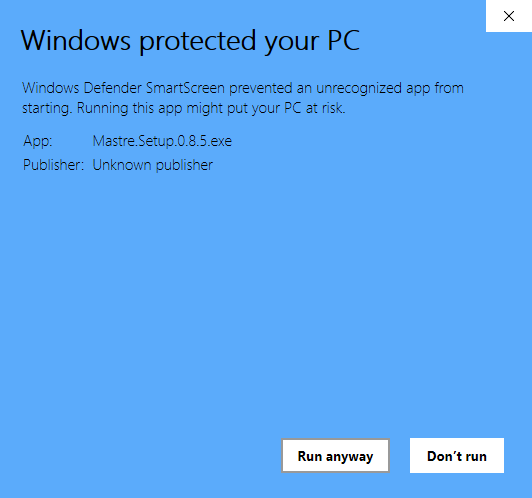 Windows protected your PC
Windows Defender SmartScreen prevented an unrecognized app from
starting. Running this app might put your PC at risk.
App: Mastre.Setup.0.8.5.exe
Publisher: Unknown publisher
Run anyway Don't run